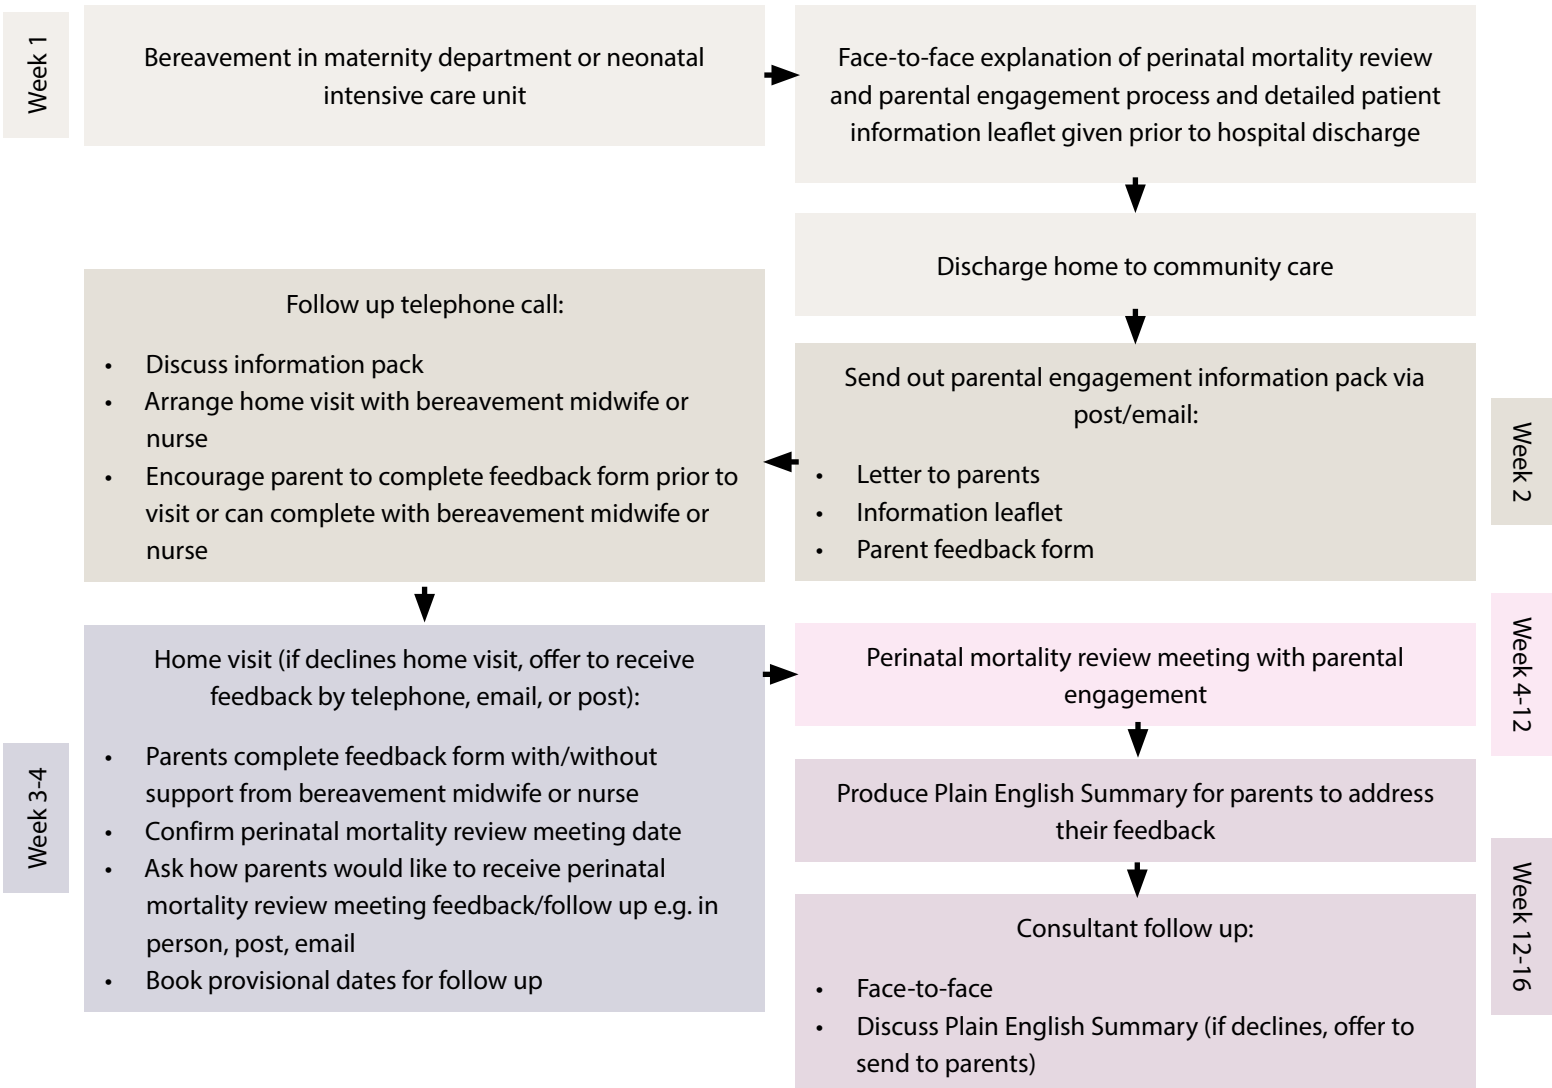 Week 1
Bereavement in maternity department or neonatal
intensive care unit
Face-to-face explanation of perinatal mortality review
and parental engagement process and detailed patient
information leaflet given prior to hospital discharge
Discharge home to community care
Week 2
Send out parental engagement information pack via
post/email:
• Letter to parents
• Information leaflet
• Parent feedback form
Follow up telephone call:
• Discuss information pack
• Arrange home visit with bereavement midwife or
nurse
• Encourage parent to complete feedback form prior to
visit or can complete with bereavement midwife or
nurse
Week 3-4
Home visit (if declines home visit, offer to receive
feedback by telephone, email, or post):
• Parents complete feedback form with/without
support from bereavement midwife or nurse
• Confirm perinatal mortality review meeting date
• Ask how parents would like to receive perinatal
mortality review meeting feedback/follow up e.g. in
person, post, email
• Book provisional dates for follow up
Week 4-12
Perinatal mortality review meeting with parental
engagement
Week 12-16
Produce Plain English Summary for parents to address
their feedback
Consultant follow up:
• Face-to-face
• Discuss Plain English Summary (if declines, offer to
send to parents)